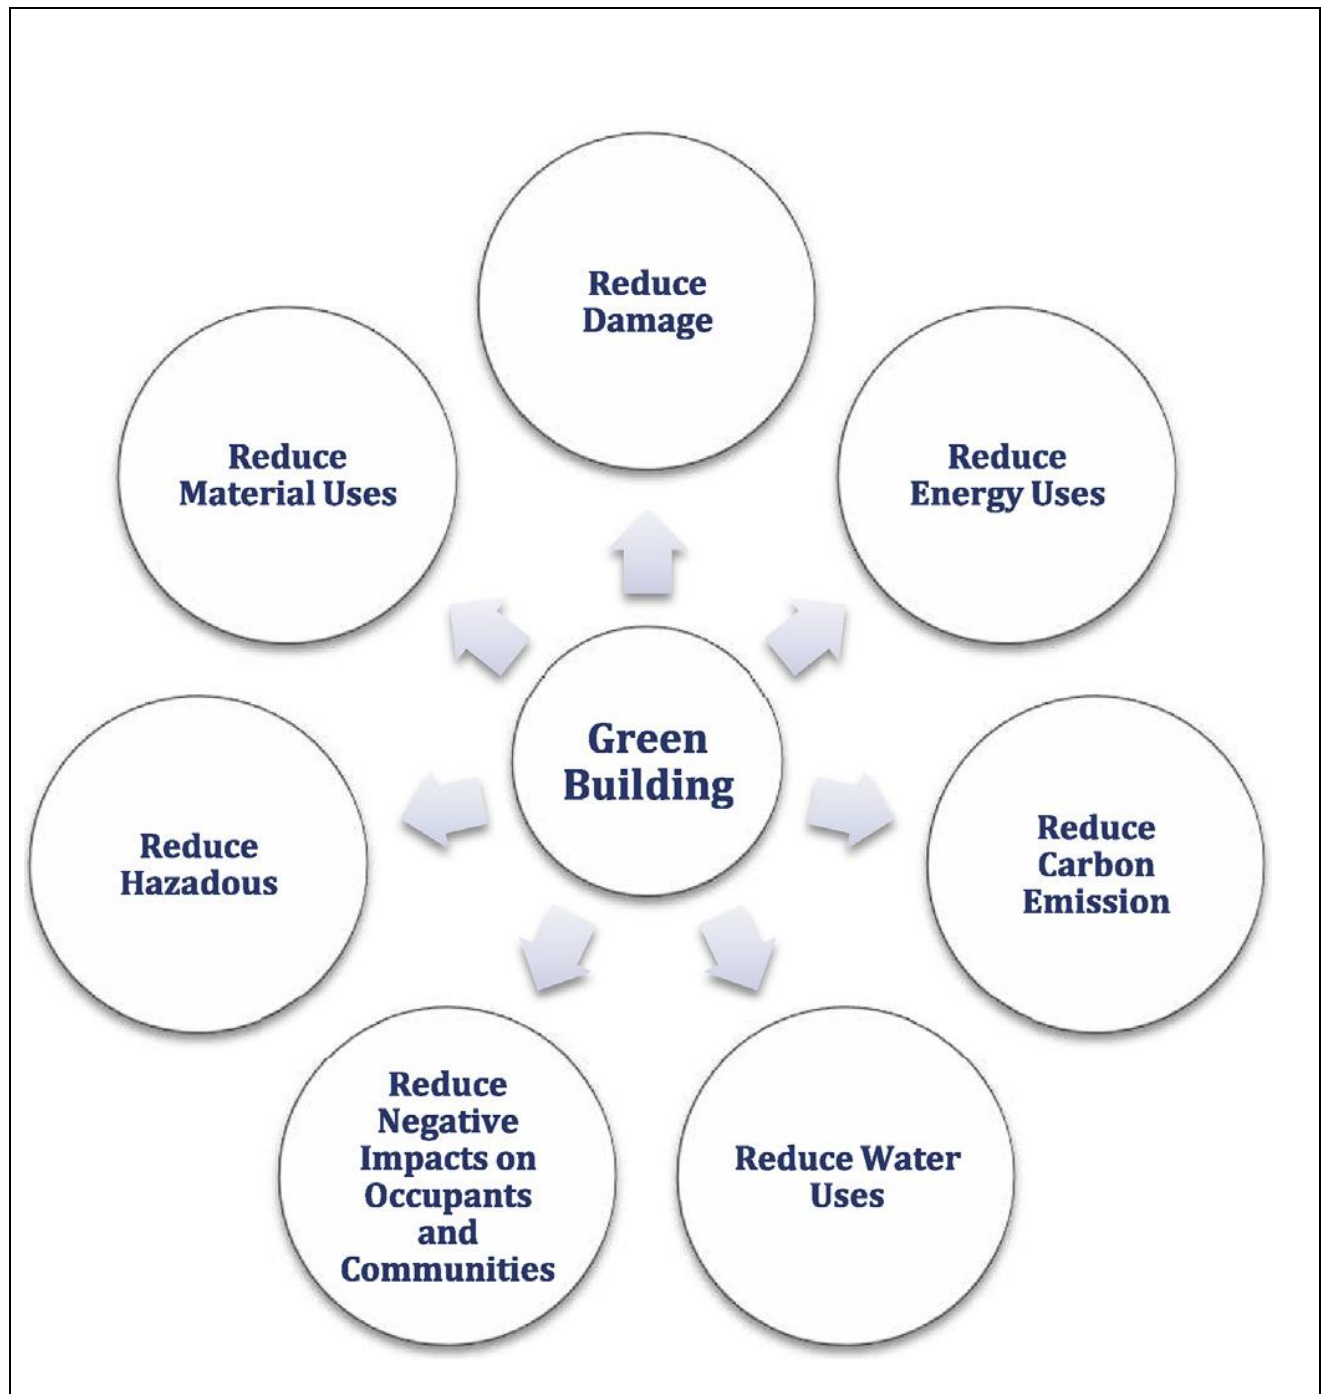 Reduce
Damage
Reduce
Energy Uses
Reduce
Carbon
Emission
Reduce Water
Uses
Reduce
Negative
Impacts on
Occupants
and
Communities
Reduce
Hazadous
Reduce
Material Uses
Green
Building